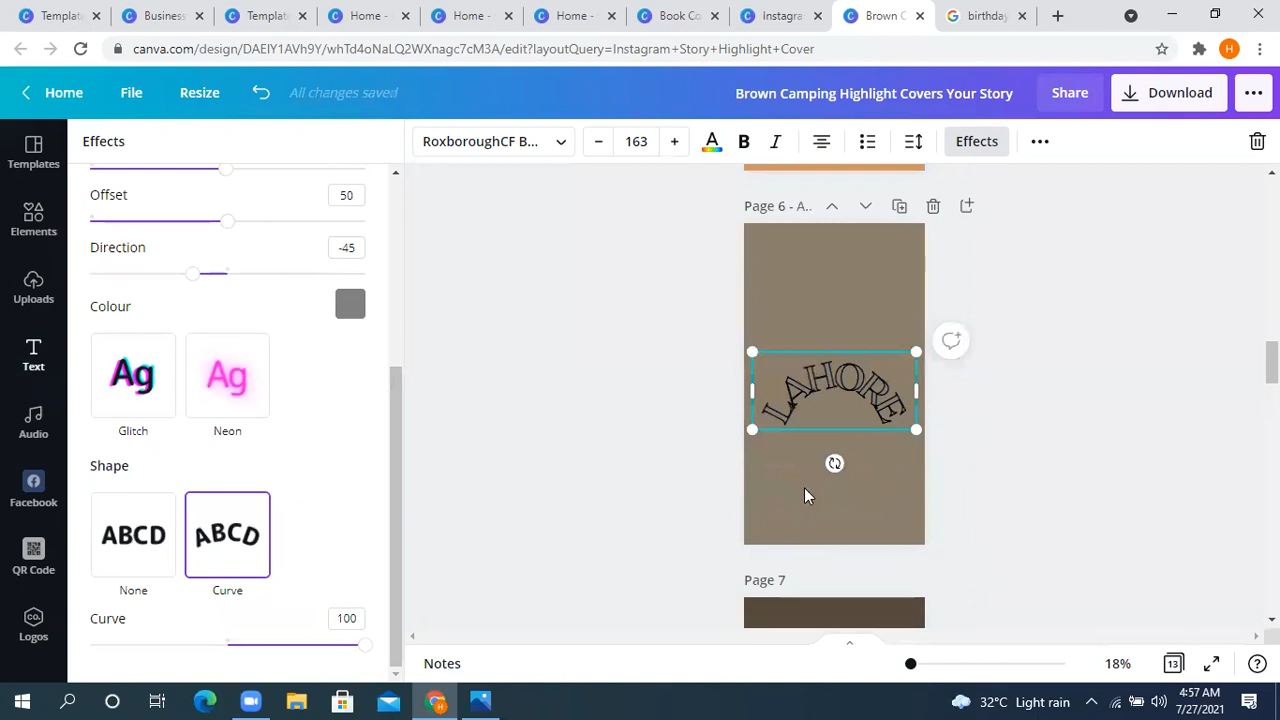 Templat
Business
Templat
Home -
Home -
Home -
Book Co
Instagra
Brown C
birthday
canva.com/design/DAElY1AVh9Y/whTd4oNaLQ2WXnagc7cM3A/edit?layoutQuery=Instagram+Story+Highlight+Cover
H
Home
File
Resize
All changes saved
Brown Camping Highlight Covers Your Story
Share
Download
Effects
RoxboroughCF B...
163
A
B
I
Effects
Templates
Elements
Uploads
Text
Audio
Facebook
QR Code
Logos
Offset
50
Direction
-45
Colour
Ag
Ag
Glitch
Neon
Shape
ABCD
ABCD
None
Curve
Curve
100
Page 6 - A..
LAHORE
Page 7
Notes
18%
13
32°C Light rain
4:57 AM
7/27/2021